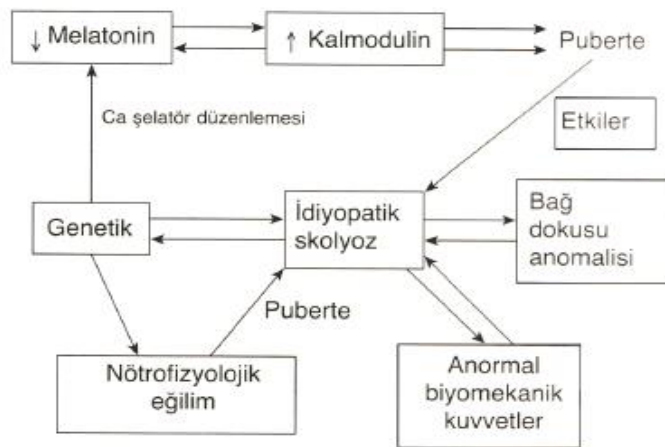 ↓ Melatonin
↑ Kalmodulin
Puberte
Ca şelatör düzenlemesi
Etkiler
Genetik
İdiyopatik
skolyoz
Bağ
dokusu
anomalisi
Puberte
Nötrofizyolojik
eğilim
Anormal
biyomekanik
kuvvetler